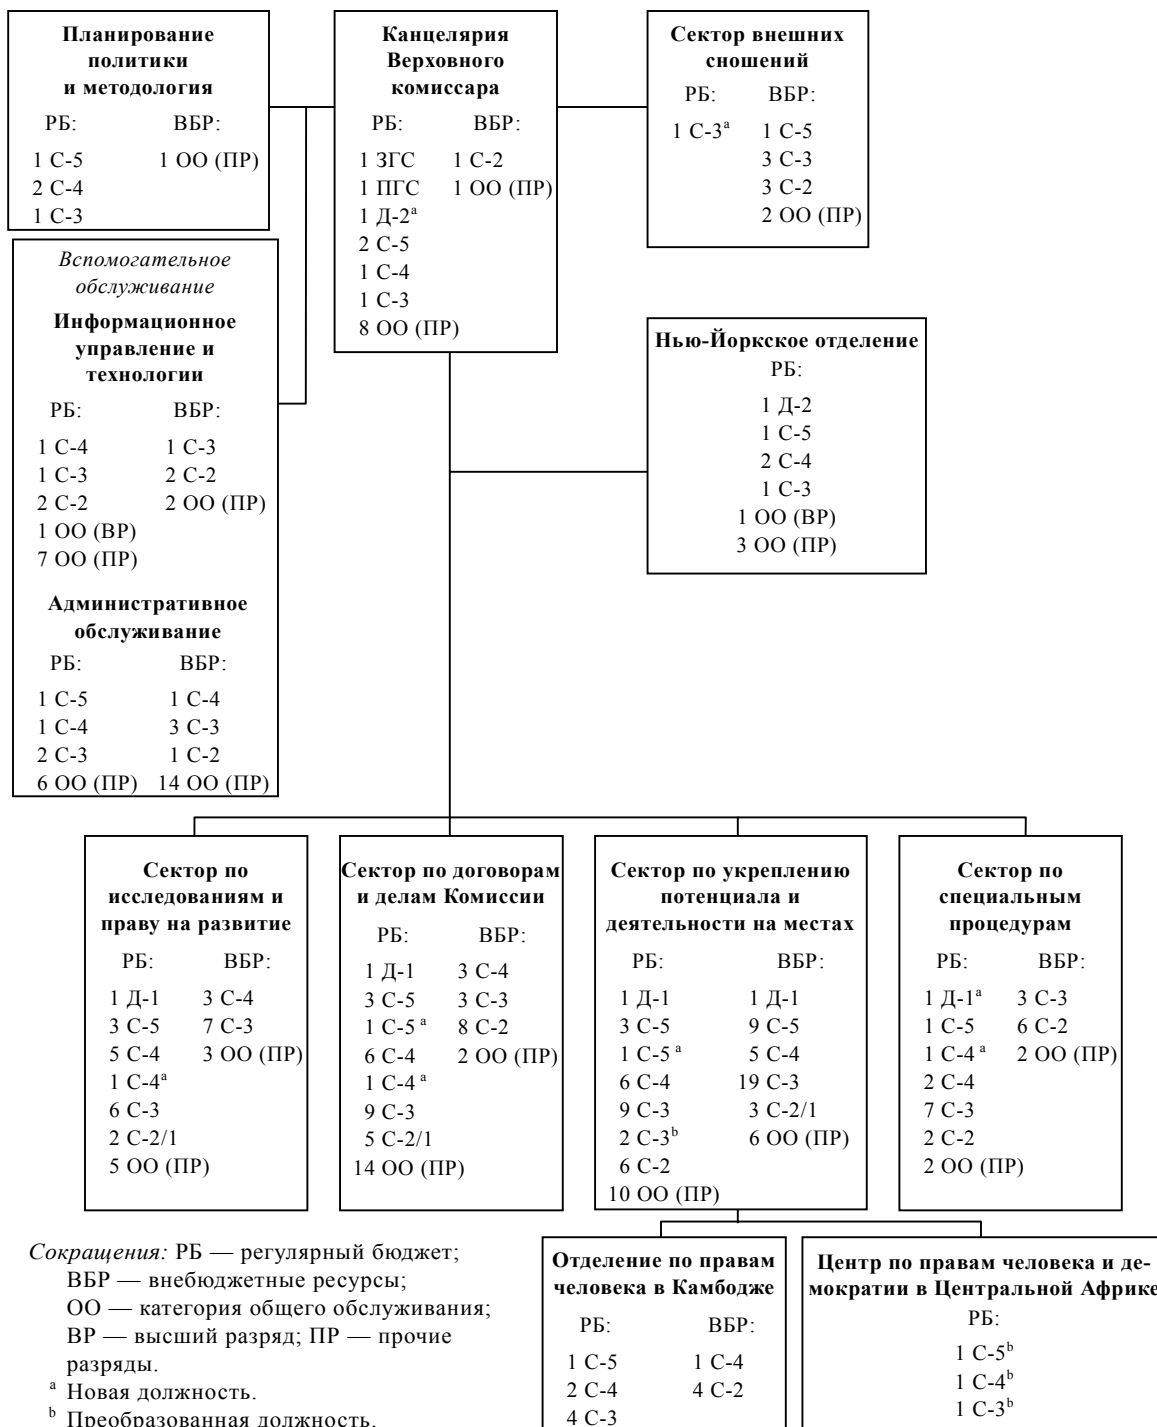 Планирование
политики
и методология
РБ: ВБР:
1 С-5 1 ОО (ПР)
2 С-4
1 С-3
Канцелярия
Верховного
комиссара
РБ: ВБР:
1 ЗГС 1 С-2
1 ПГС 1 ОО (ПР)
1 Д-2ᵃ
2 С-5
1 С-4
1 С-3
8 ОО (ПР)
Сектор внешних
сношений
РБ: ВБР:
1 С-3ᵃ 1 С-5
3 С-3
3 С-2
2 ОО (ПР)
Вспомогательное
обслуживание
Информационное
управление и
технологии
РБ: ВБР:
1 С-4 1 С-3
1 С-3 2 С-2
2 С-2 2 ОО (ПР)
1 ОО (ВР)
7 ОО (ПР)
Административное
обслуживание
РБ: ВБР:
1 С-5 1 С-4
1 С-4 3 С-3
2 С-3 1 С-2
6 ОО (ПР) 14 ОО (ПР)
Нью-Йоркское отделение
РБ:
1 Д-2
1 С-5
2 С-4
1 С-3
1 ОО (ВР)
3 ОО (ПР)
Сектор по
исследованиям и
праву на развитие
РБ: ВБР:
1 Д-1 3 С-4
3 С-5 7 С-3
5 С-4 3 ОО (ПР)
1 С-4ᵃ
6 С-3
2 С-2/1
5 ОО (ПР)
Сектор по договорам
и делам Комиссии
РБ: ВБР:
1 Д-1 3 С-4
3 С-5 3 С-3
1 С-5 ᵃ 8 С-2
6 С-4 2 ОО (ПР)
1 С-4 ᵃ
9 С-3
5 С-2/1
14 ОО (ПР)
Сектор по укреплению
потенциала и
деятельности на местах
РБ: ВБР:
1 Д-1 1 Д-1
3 С-5 9 С-5
1 С-5 ᵃ 5 С-4
6 С-4 19 С-3
9 С-3 3 С-2/1
2 С-3ᵇ 6 ОО (ПР)
6 С-2
10 ОО (ПР)
Сектор по
специальным
процедурам
РБ: ВБР:
1 Д-1ᵃ 3 С-3
1 С-5 6 С-2
1 С-4 ᵃ 2 ОО (ПР)
2 С-4
7 С-3
2 С-2
2 ОО (ПР)
Отделение по правам
человека в Камбодже
РБ: ВБР:
1 С-5 1 С-4
2 С-4 4 С-2
4 С-3
Центр по правам человека и де-
мократии в Центральной Африке
РБ:
1 С-5ᵇ
1 С-4ᵇ
1 С-3ᵇ
Сокращения: РБ — регулярный бюджет;
ВБР — внебюджетные ресурсы;
ОО — категория общего обслуживания;
ВР — высший разряд; ПР — прочие
разряды.
ᵃ Новая должность.
ᵇ Преобразованная должность.